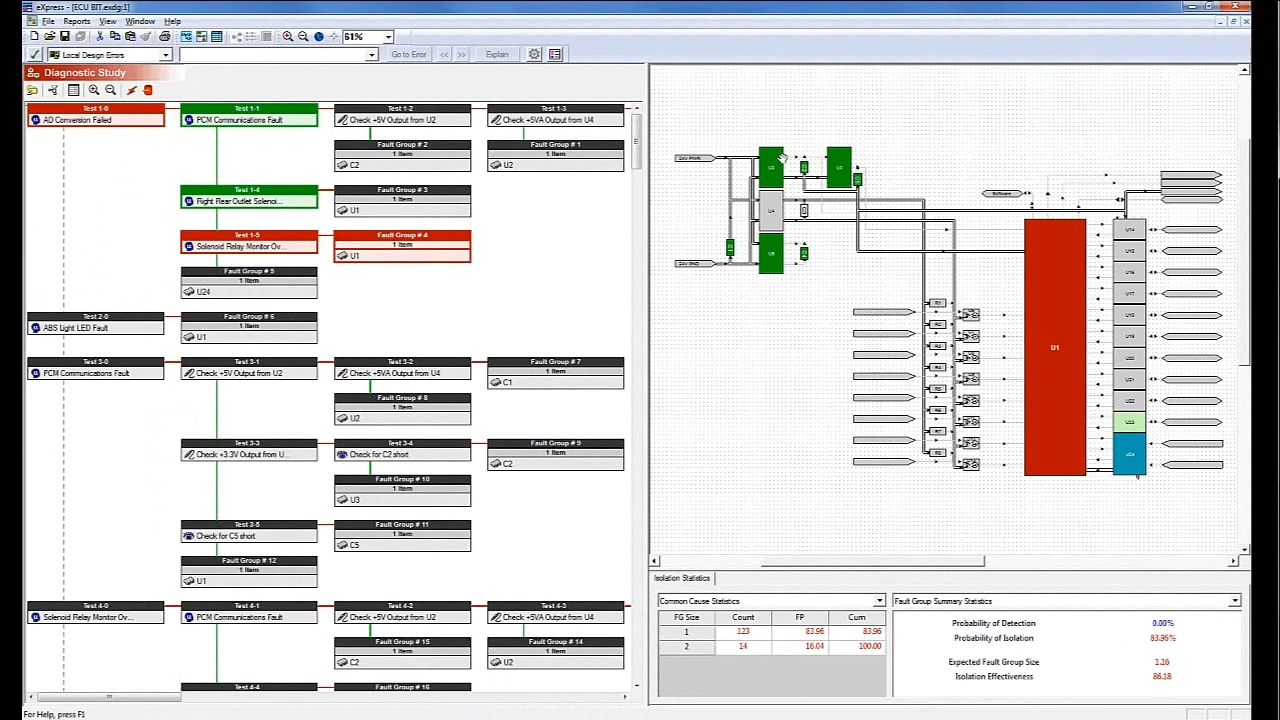 eXpress - [ECU BIT.exdg:1]
File Reports View Window Help
61%
Local Design Errors
Go to Error << >> Explain
Diagnostic Study
Test 1-0
AD Conversion Failed
Test 1-1
PCM Communications Fault
Test 1-2
Check +5V Output from U2
Test 1-3
Check +5VA Output from U4
Fault Group # 2
1 Item
C2
Fault Group # 1
1 Item
U2
Test 1-4
Right Rear Outlet Solenoi...
Fault Group # 3
1 Item
U1
Test 1-5
Solenoid Relay Monitor Ov...
Fault Group # 4
1 Item
U1
Fault Group # 5
1 Item
U24
Test 2-0
ABS Light LED Fault
Fault Group # 6
1 Item
U1
Test 3-0
PCM Communications Fault
Test 3-1
Check +5V Output from U2
Test 3-2
Check +5VA Output from U4
Fault Group # 7
1 Item
C1
Fault Group # 8
1 Item
U2
Test 3-3
Check +3.3V Output from U...
Test 3-4
Check for C2 short
Fault Group # 9
1 Item
C2
Fault Group # 10
1 Item
U3
Test 3-5
Check for C5 short
Fault Group # 11
1 Item
C5
Fault Group # 12
1 Item
U1
Test 4-0
Solenoid Relay Monitor Ov...
Test 4-1
PCM Communications Fault
Test 4-2
Check +5V Output from U2
Test 4-3
Check +5VA Output from U4
Fault Group # 15
1 Item
C2
Fault Group # 14
1 Item
U2
Test 4-4
Fault Group # 16
U4
U1
Isolation Statistics
Common Cause Statistics
FG Size Count FP Cum
1 123 83.96 83.96
2 14 16.04 100.00
Fault Group Summary Statistics
Probability of Detection 0.00%
Probability of Isolation 83.96%
Expected Fault Group Size 1.16
Isolation Effectiveness 86.18
For Help, press F1